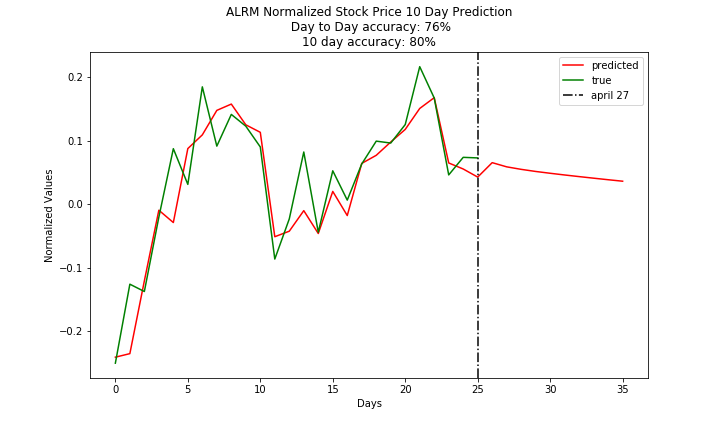 ALRM Normalized Stock Price 10 Day Prediction
Day to Day accuracy: 76%
10 day accuracy: 80%
predicted
true
april 27
Normalized Values
0.2
0.1
0.0
−0.1
−0.2
0 5 10 15 20 25 30 35
Days